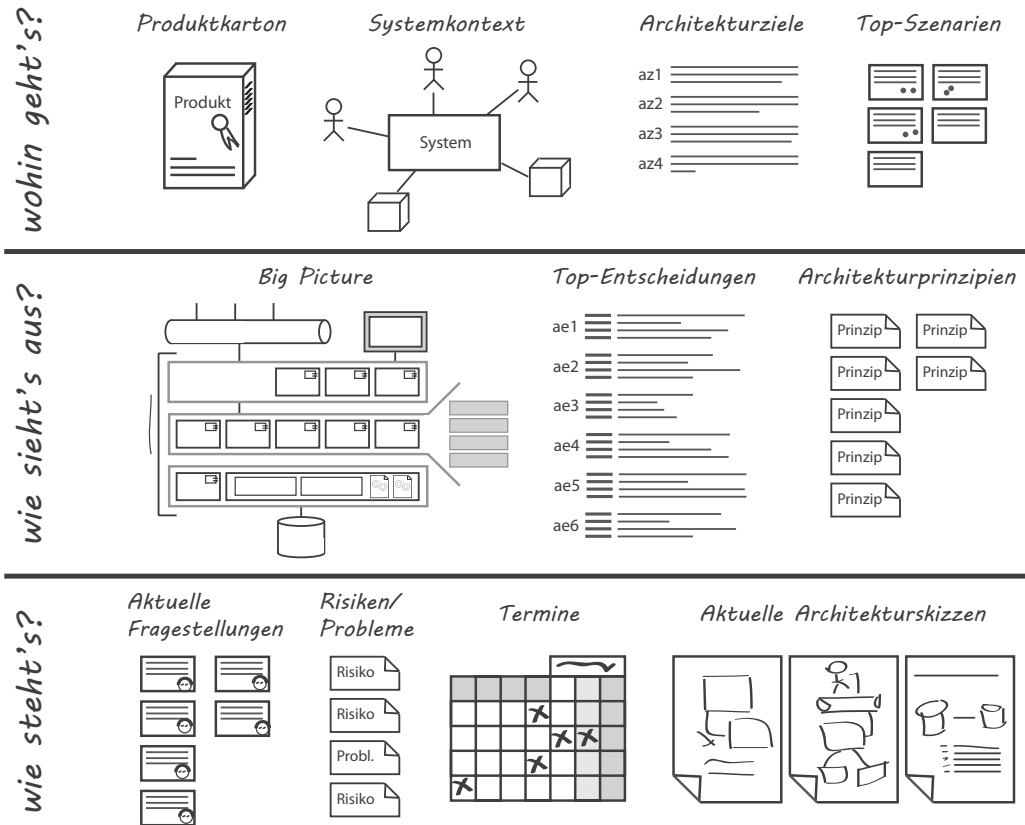 wohin geht's?
Produktkarton
Systemkontext
Architekturziele
Top-Szenarien
Produkt
System
az1
az2
az3
az4
wie sieht's aus?
Big Picture
Top-Entscheidungen
Architekturprinzipien
ae1
ae2
ae3
ae4
ae5
ae6
Prinzip
Prinzip
Prinzip
Prinzip
Prinzip
Prinzip
Prinzip
wie steht's?
Aktuelle
Fragestellungen
Risiken/
Probleme
Termine
Aktuelle Architekturskizzen
Risiko
Risiko
Probl.
Risiko